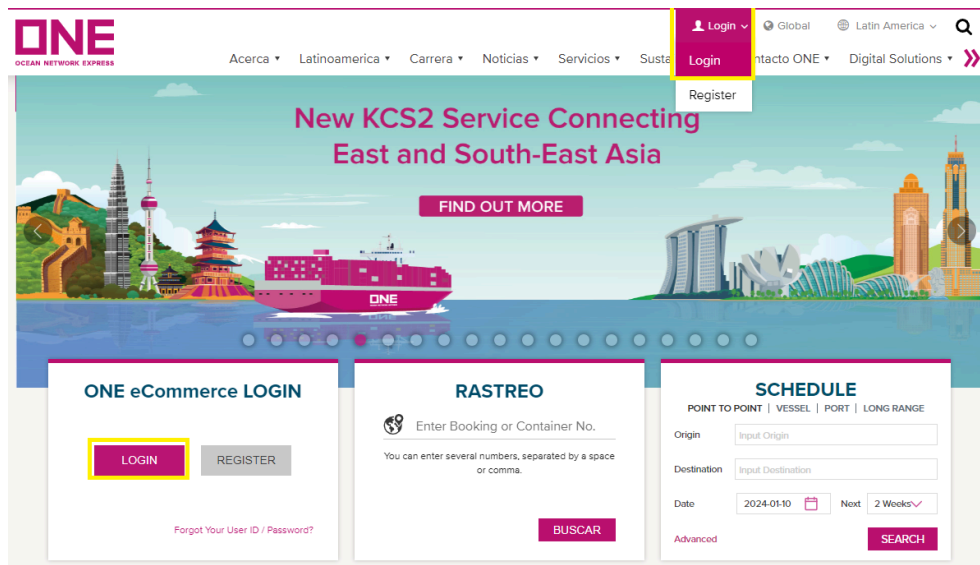 ONE
OCEAN NETWORK EXPRESS
Login
Global
Latin America
Acerca
Latinoamerica
Carrera
Noticias
Servicios
Login
ONE
Digital Solutions
Register
New KCS2 Service Connecting
East and South-East Asia
FIND OUT MORE
ONE
ONE eCommerce LOGIN
LOGIN
REGISTER
Forgot Your User ID / Password?
RASTREO
Enter Booking or Container No.
You can enter several numbers, separated by a space
or comma.
BUSCAR
SCHEDULE
POINT TO POINT | VESSEL | PORT | LONG RANGE
Origin
Input Origin
Destination
Input Destination
Date
2024-01-10
Next
2 Weeks
Advanced
SEARCH